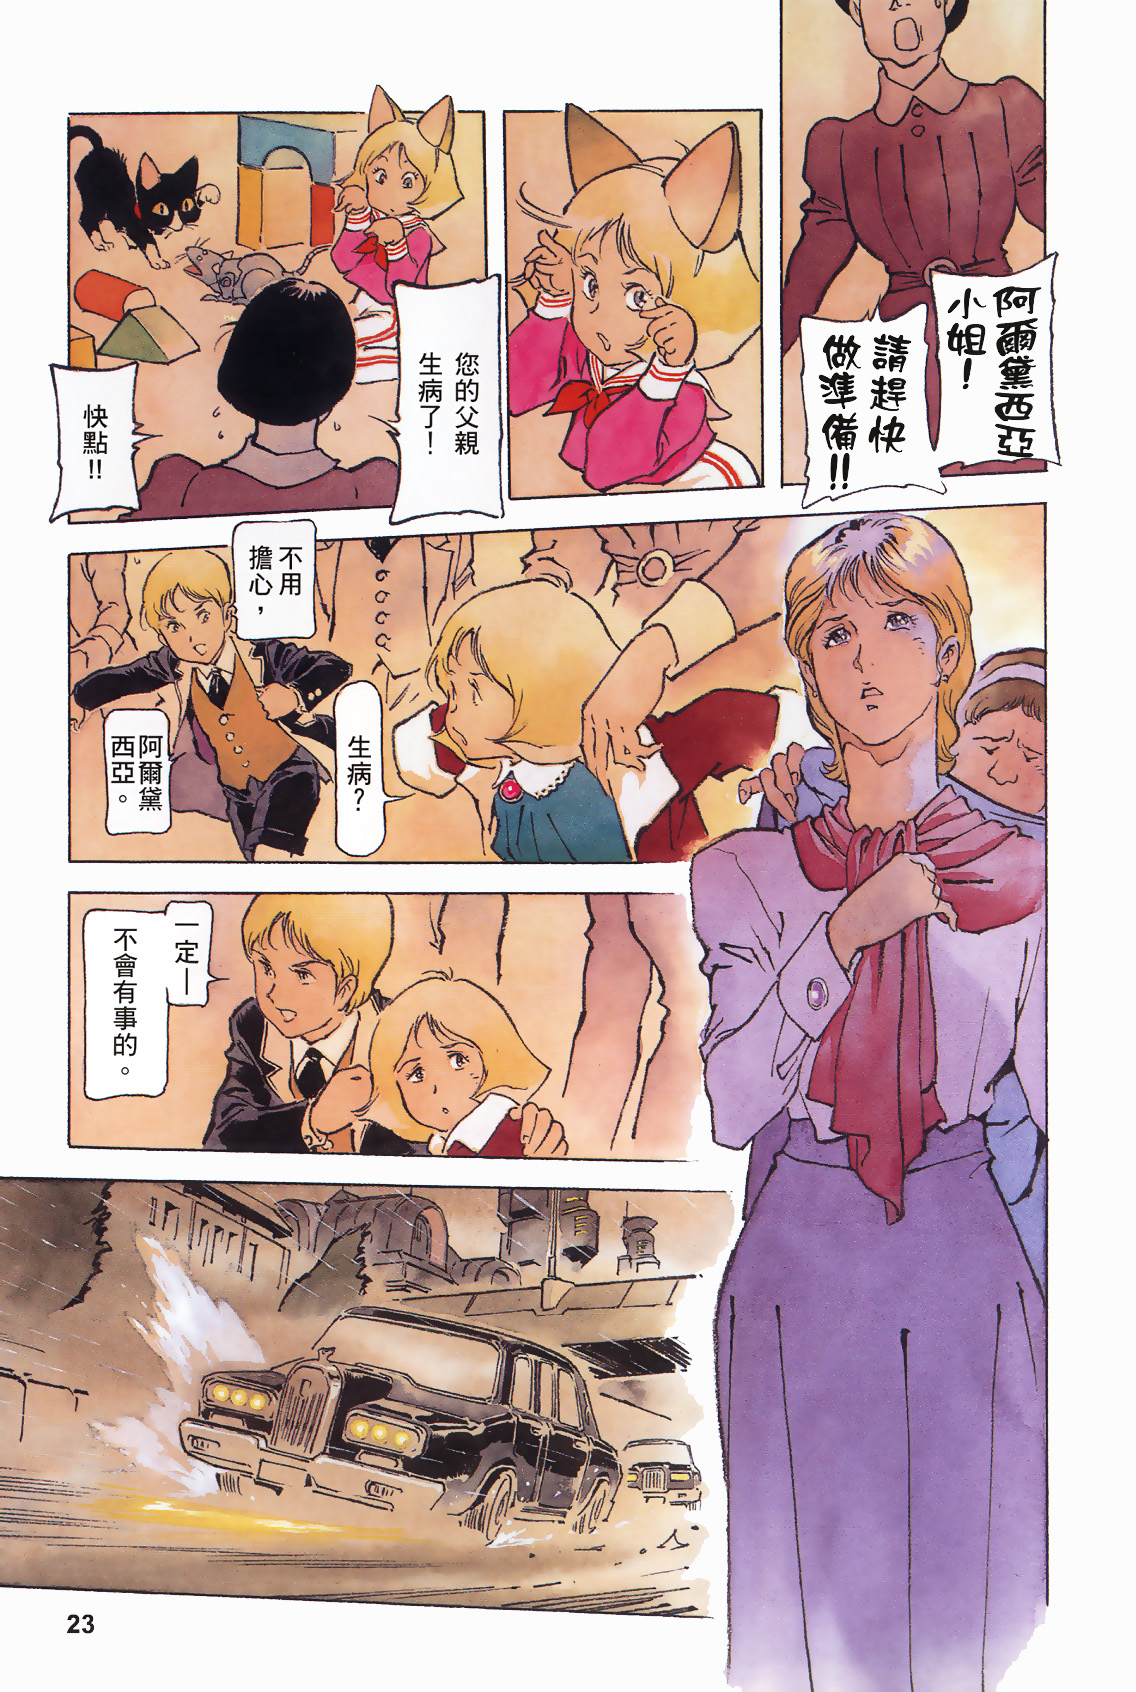 阿爾黛西亞
小姐！
請趕快
做準備!!
您的父親
生病了！
快點!!
生病？
不用
擔心，
阿爾黛
西亞。
一定—
不會有事的。
23